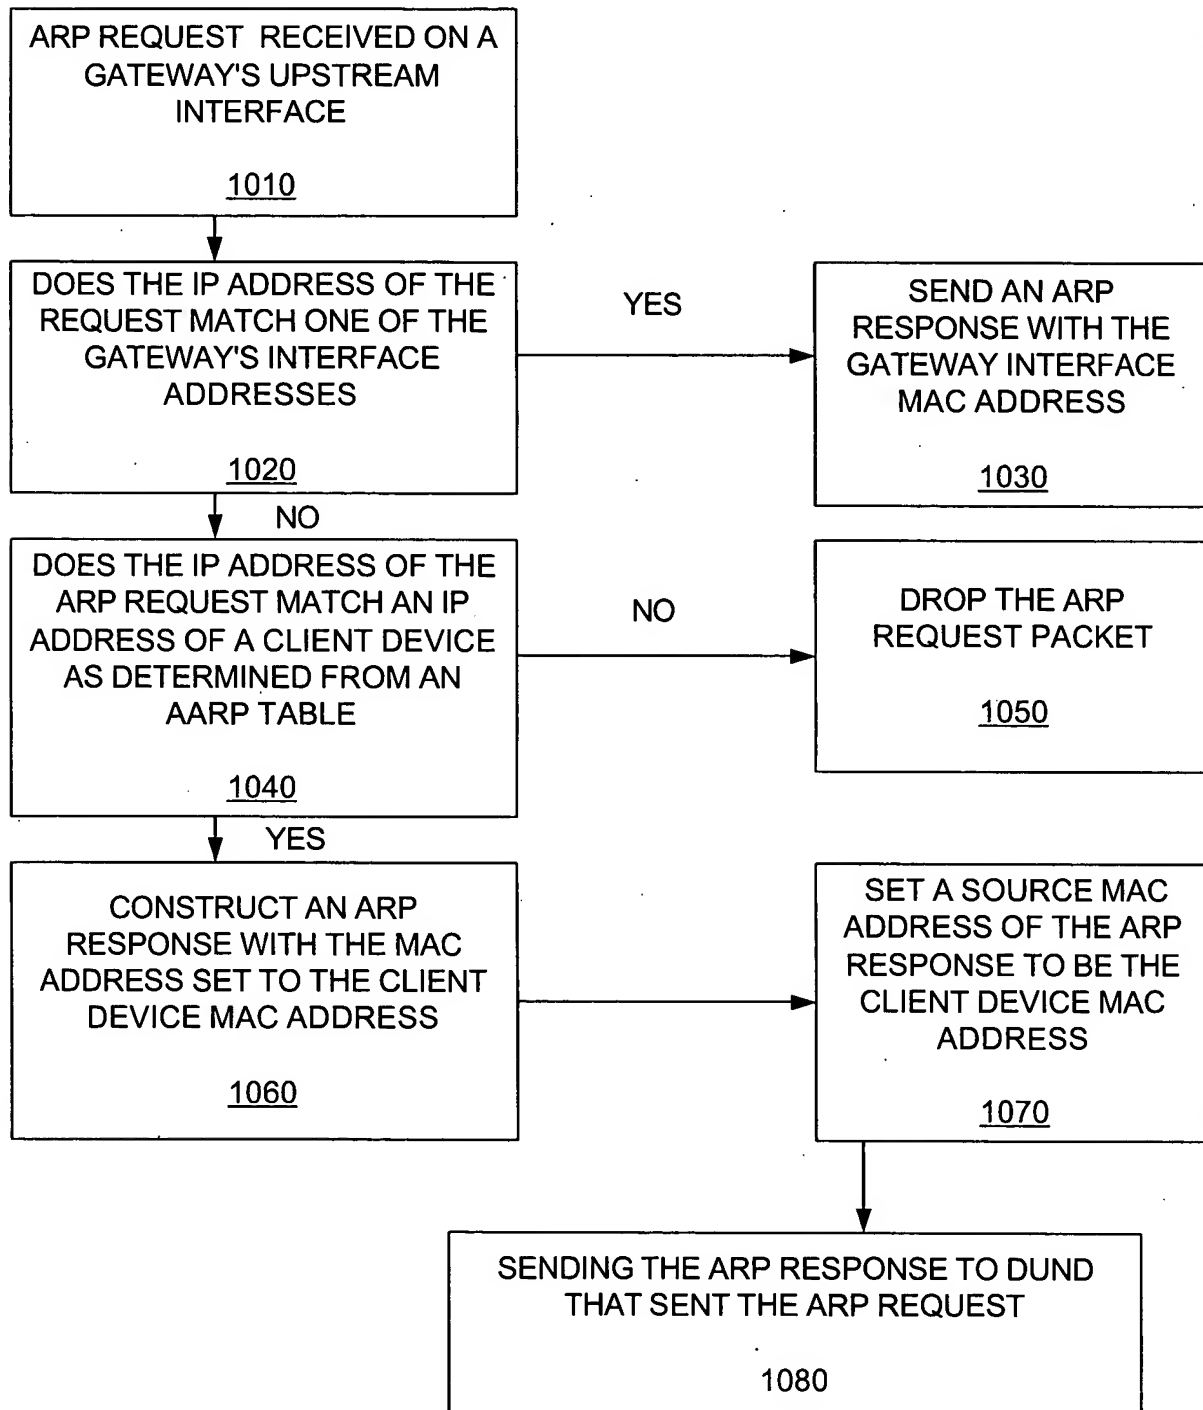 ARP REQUEST RECEIVED ON A
GATEWAY'S UPSTREAM
INTERFACE
1010
DOES THE IP ADDRESS OF THE
REQUEST MATCH ONE OF THE
GATEWAY'S INTERFACE
ADDRESSES
1020
YES
SEND AN ARP
RESPONSE WITH THE
GATEWAY INTERFACE
MAC ADDRESS
1030
NO
DOES THE IP ADDRESS OF THE
ARP REQUEST MATCH AN IP
ADDRESS OF A CLIENT DEVICE
AS DETERMINED FROM AN
AARP TABLE
1040
NO
DROP THE ARP
REQUEST PACKET
1050
YES
CONSTRUCT AN ARP
RESPONSE WITH THE MAC
ADDRESS SET TO THE CLIENT
DEVICE MAC ADDRESS
1060
SET A SOURCE MAC
ADDRESS OF THE ARP
RESPONSE TO BE THE
CLIENT DEVICE MAC
ADDRESS
1070
SENDING THE ARP RESPONSE TO DUND
THAT SENT THE ARP REQUEST
1080